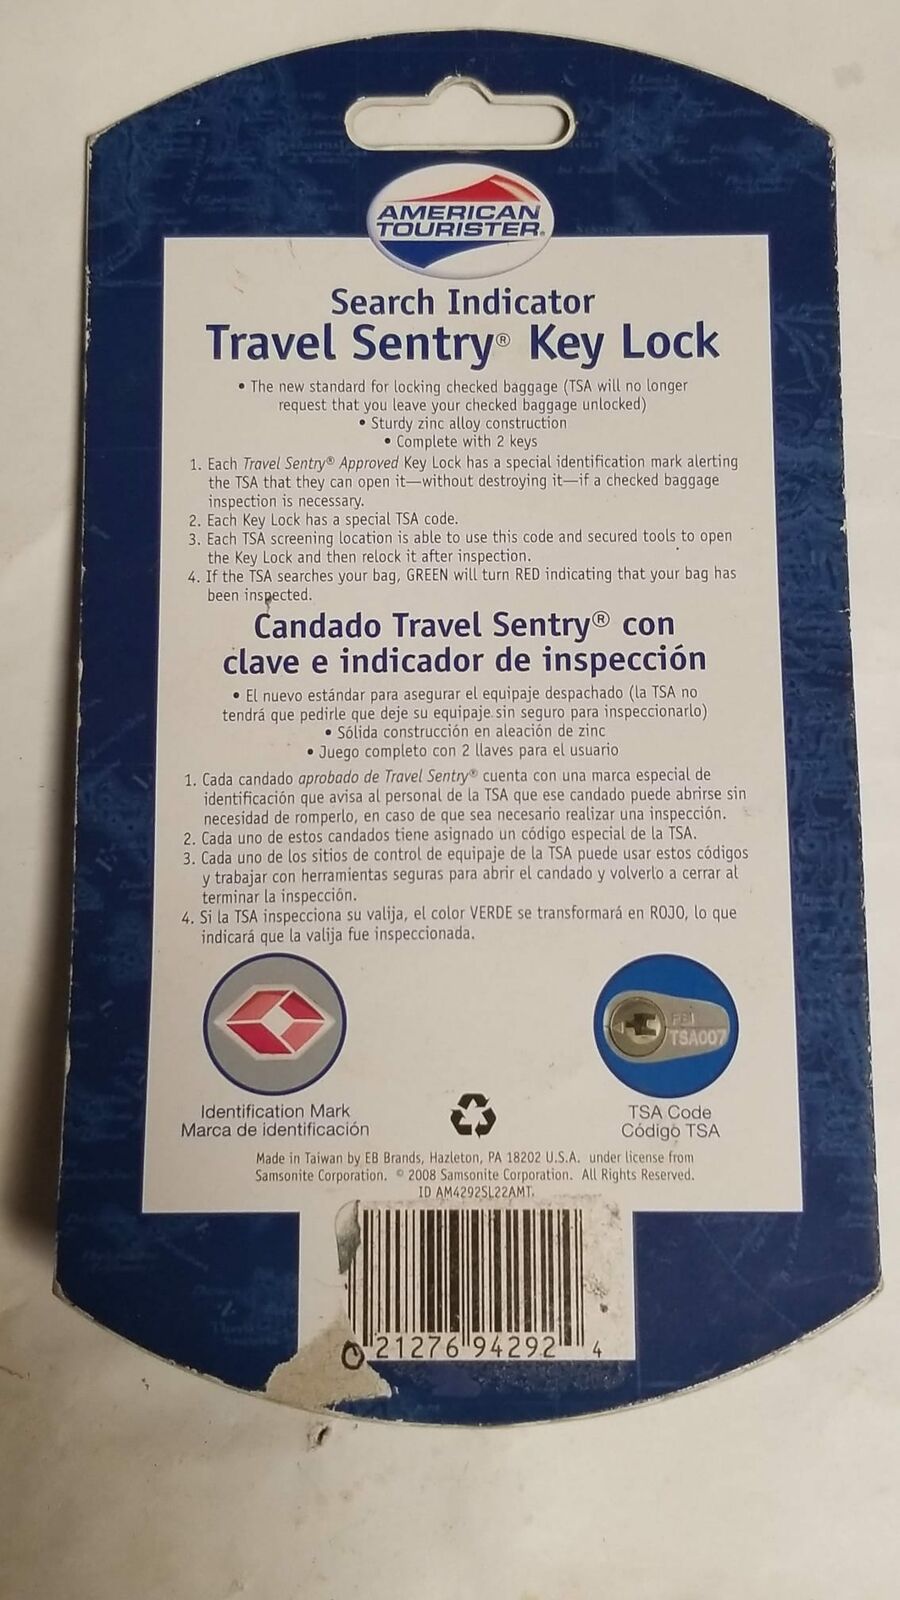 AMERICAN
TOURISTER®
Search Indicator
Travel Sentry® Key Lock
• The new standard for locking checked baggage (TSA will no longer
request that you leave your checked baggage unlocked)
• Sturdy zinc alloy construction
• Complete with 2 keys
1. Each Travel Sentry® Approved Key Lock has a special identification mark alerting
the TSA that they can open it—without destroying it—if a checked baggage
inspection is necessary.
2. Each Key Lock has a special TSA code.
3. Each TSA screening location is able to use this code and secured tools to open
the Key Lock and then relock it after inspection.
4. If the TSA searches your bag, GREEN will turn RED indicating that your bag has
been inspected.
Candado Travel Sentry® con
clave e indicador de inspección
• El nuevo estándar para asegurar el equipaje despachado (la TSA no
tendrá que pedirle que deje su equipaje sin seguro para inspeccionarlo)
• Sólida construcción en aleación de zinc
• Juego completo con 2 llaves para el usuario
1. Cada candado aprobado de Travel Sentry® cuenta con una marca especial de
identificación que avisa al personal de la TSA que ese candado puede abrirse sin
necesidad de romperlo, en caso de que sea necesario realizar una inspección.
2. Cada uno de estos candados tiene asignado un código especial de la TSA.
3. Cada uno de los sitios de control de equipaje de la TSA puede usar estos códigos
y trabajar con herramientas seguras para abrir el candado y volverlo a cerrar al
terminar la inspección.
4. Si la TSA inspecciona su valija, el color VERDE se transformará en ROJO, lo que
indicará que la valija fue inspeccionada.
TSA007
Identification Mark
Marca de identificación
TSA Code
Código TSA
Made in Taiwan by EB Brands, Hazleton, PA 18202 U.S.A. under license from
Samsonite Corporation. © 2008 Samsonite Corporation. All Rights Reserved.
ID AM4292SL22AMT.
0 21276 94292 4